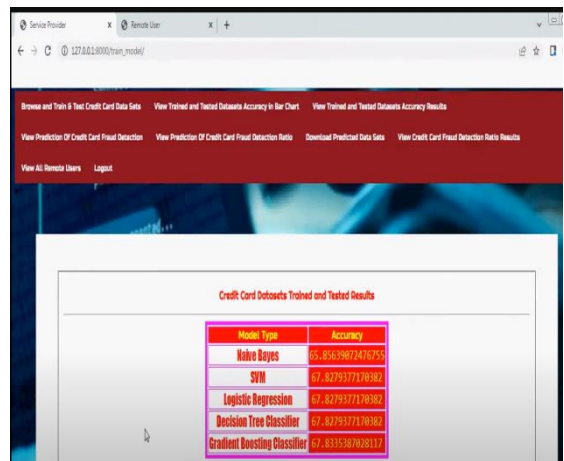 Service Provider
Remote User
127.0.0.1:8000/train_model/
Browse and Train & Test Credit Card Data Sets View Trained and Tested Datasets Accuracy in Bar Chart View Trained and Tested Datasets Accuracy Results
View Prediction Of Credit Card Fraud Detection View Prediction Of Credit Card Fraud Detection Ratio Download Predicted Data Sets View Credit Card Fraud Detection Ratio Results
View All Remote Users Logout
Credit Card Datasets Trained and Tested Results
Model Type Accuracy
Naive Bayes 65.85639072476755
SVM 67.8279377170382
Logistic Regression 67.8279377170382
Decision Tree Classifier 67.8279377170382
Gradient Boosting Classifier 67.8335387028117